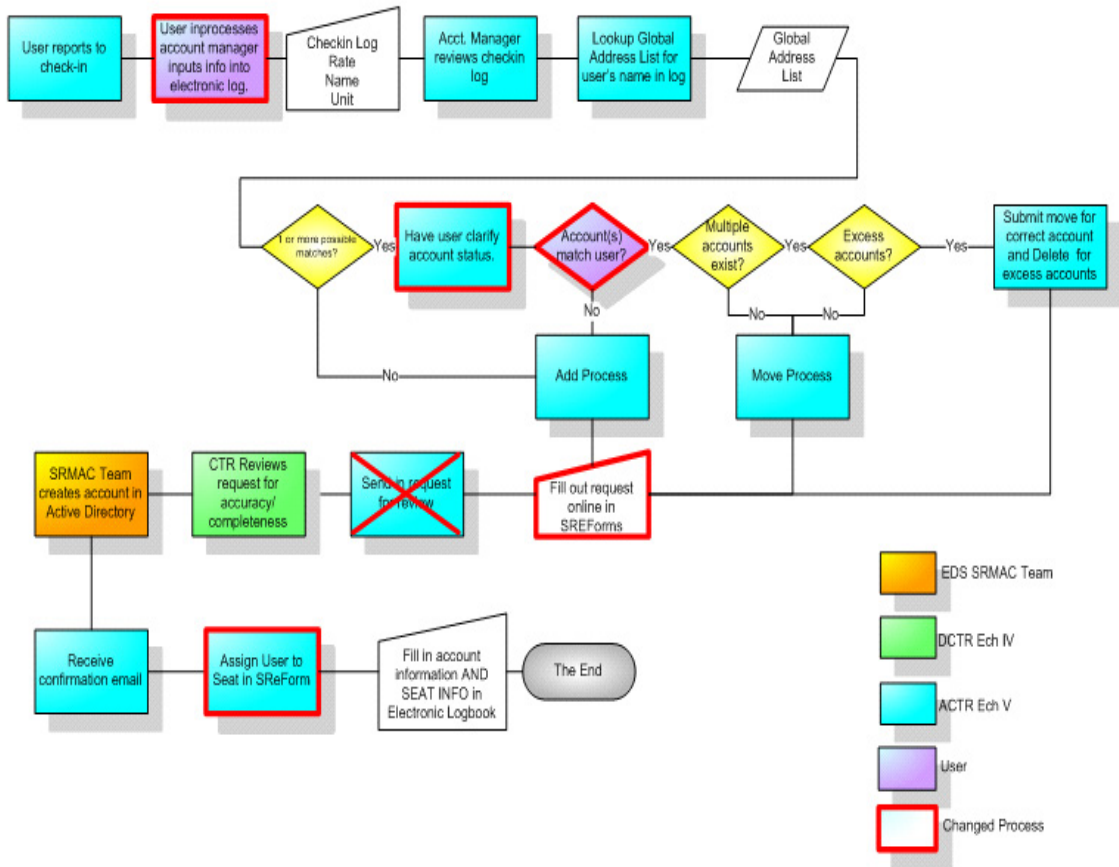 User reports to
check-in
User inprocesses
account manager
inputs info into
electronic log.
Checkin Log
Rate
Name
Unit
Acct. Manager
reviews checkin
log
Lookup Global
Address List for
user's name in log
Global
Address
List
1 or more possible
matches?
Yes
Have user clarify
account status.
Account(s)
match user?
Yes
Multiple
accounts
exist?
Yes
Excess
accounts?
Yes
Submit move for
correct account
and Delete for
excess accounts
No
No
No
No
Add Process
Move Process
SRMAC Team
creates account in
Active Directory
CTR Reviews
request for
accuracy/
completeness
Send in request
for review
Fill out request
online in
SREForms
Receive
confirmation email
Assign User to
Seat in SReForm
Fill in account
information AND
SEAT INFO in
Electronic Logbook
The End
EDS SRMAC Team
DCTR Ech IV
ACTR Ech V
User
Changed Process